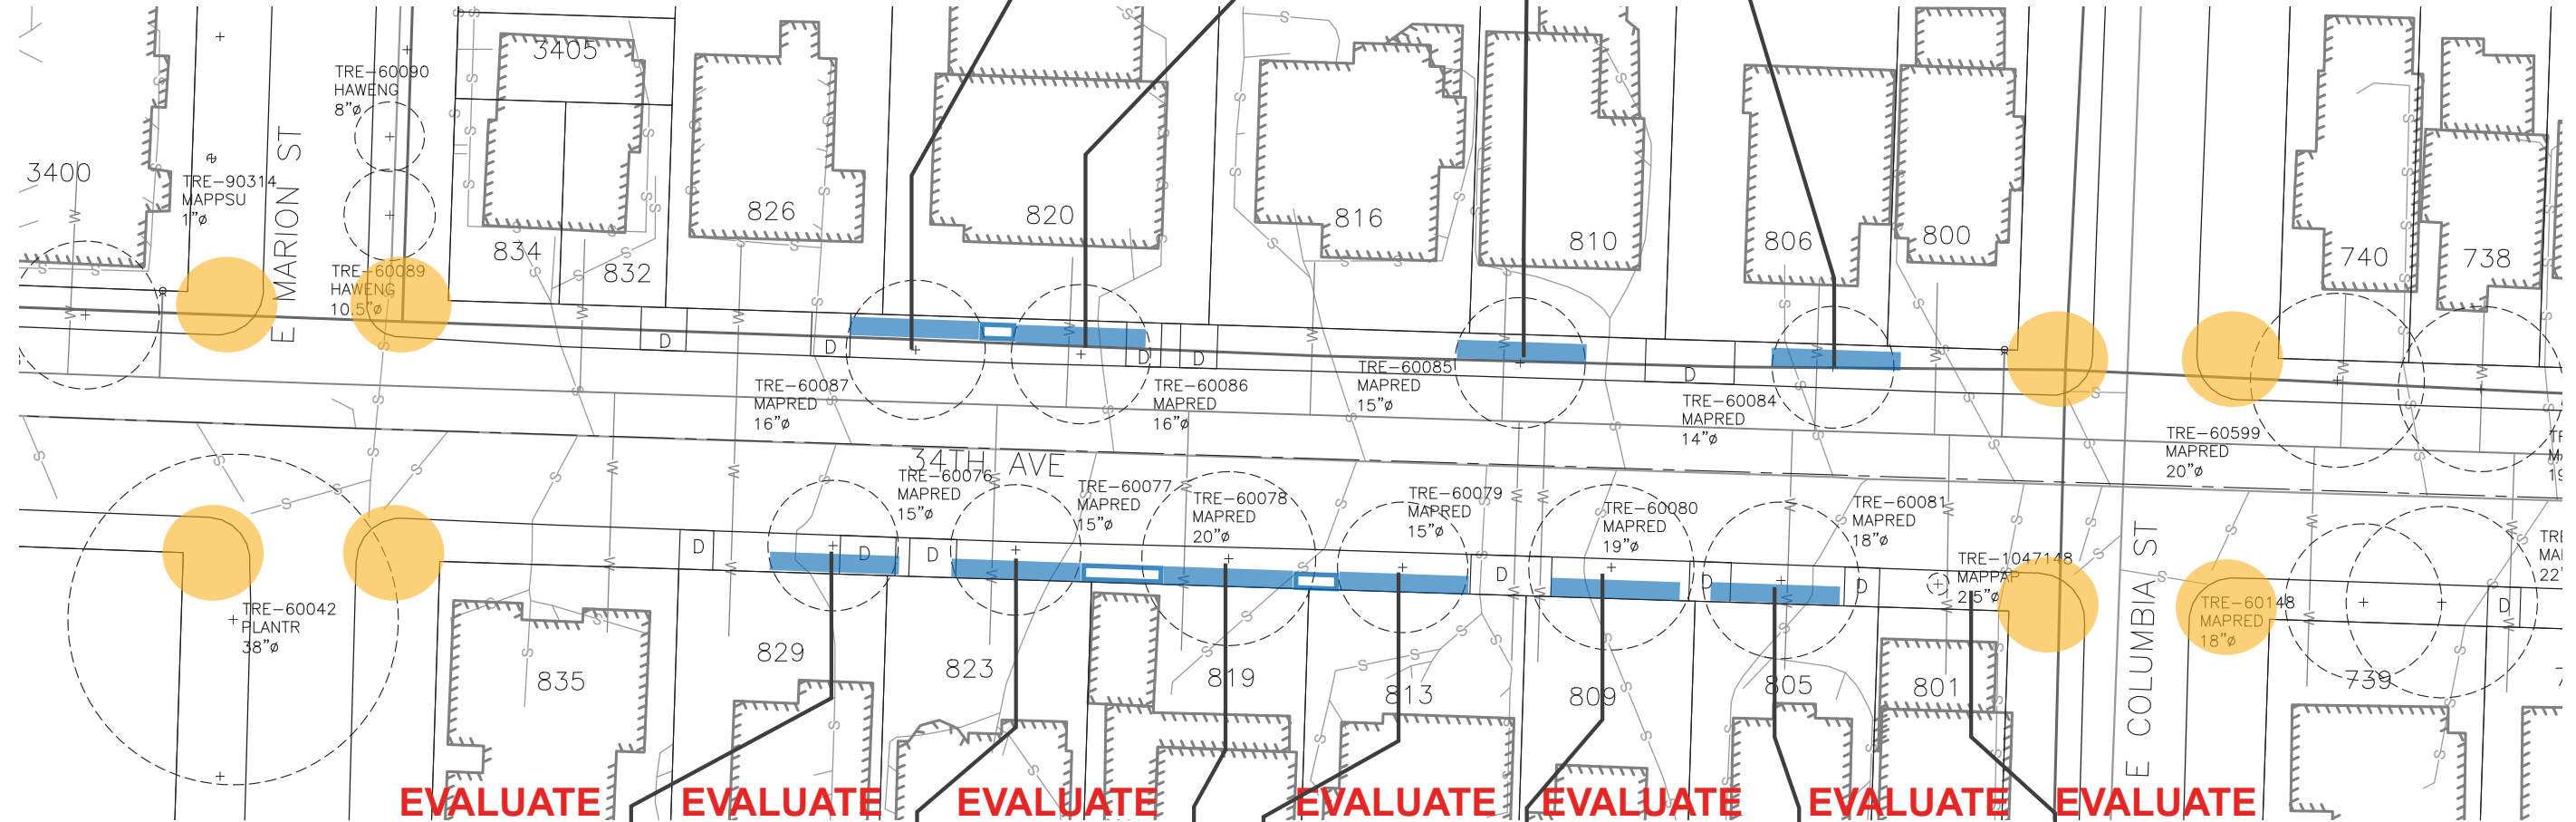 3405
TRE-60090
HAWENG
8"ø
E MARION ST
3400
TRE-90314
MAPPSU
1"ø
834
832
826
820
816
810
806
800
740
738
TRE-60089
HAWENG
10.5"ø
D
D
D
D
D
TRE-60087
MAPRED
16"ø
TRE-60086
MAPRED
16"ø
TRE-60085
MAPRED
15"ø
TRE-60084
MAPRED
14"ø
TRE-60599
MAPRED
20"ø
34TH AVE
TRE-60076
MAPRED
15"ø
TRE-60077
MAPRED
15"ø
TRE-60078
MAPRED
20"ø
TRE-60079
MAPRED
15"ø
TRE-60080
MAPRED
19"ø
TRE-60081
MAPRED
18"ø
TRE-1047148
MAPPAP
2.5"ø
TRE-60148
MAPRED
18"ø
D
D
D
D
D
D
D
TRE-60042
PLANTR
38"ø
835
829
823
819
813
809
805
801
739
E COLUMBIA ST
EVALUATE EVALUATE EVALUATE EVALUATE EVALUATE EVALUATE EVALUATE